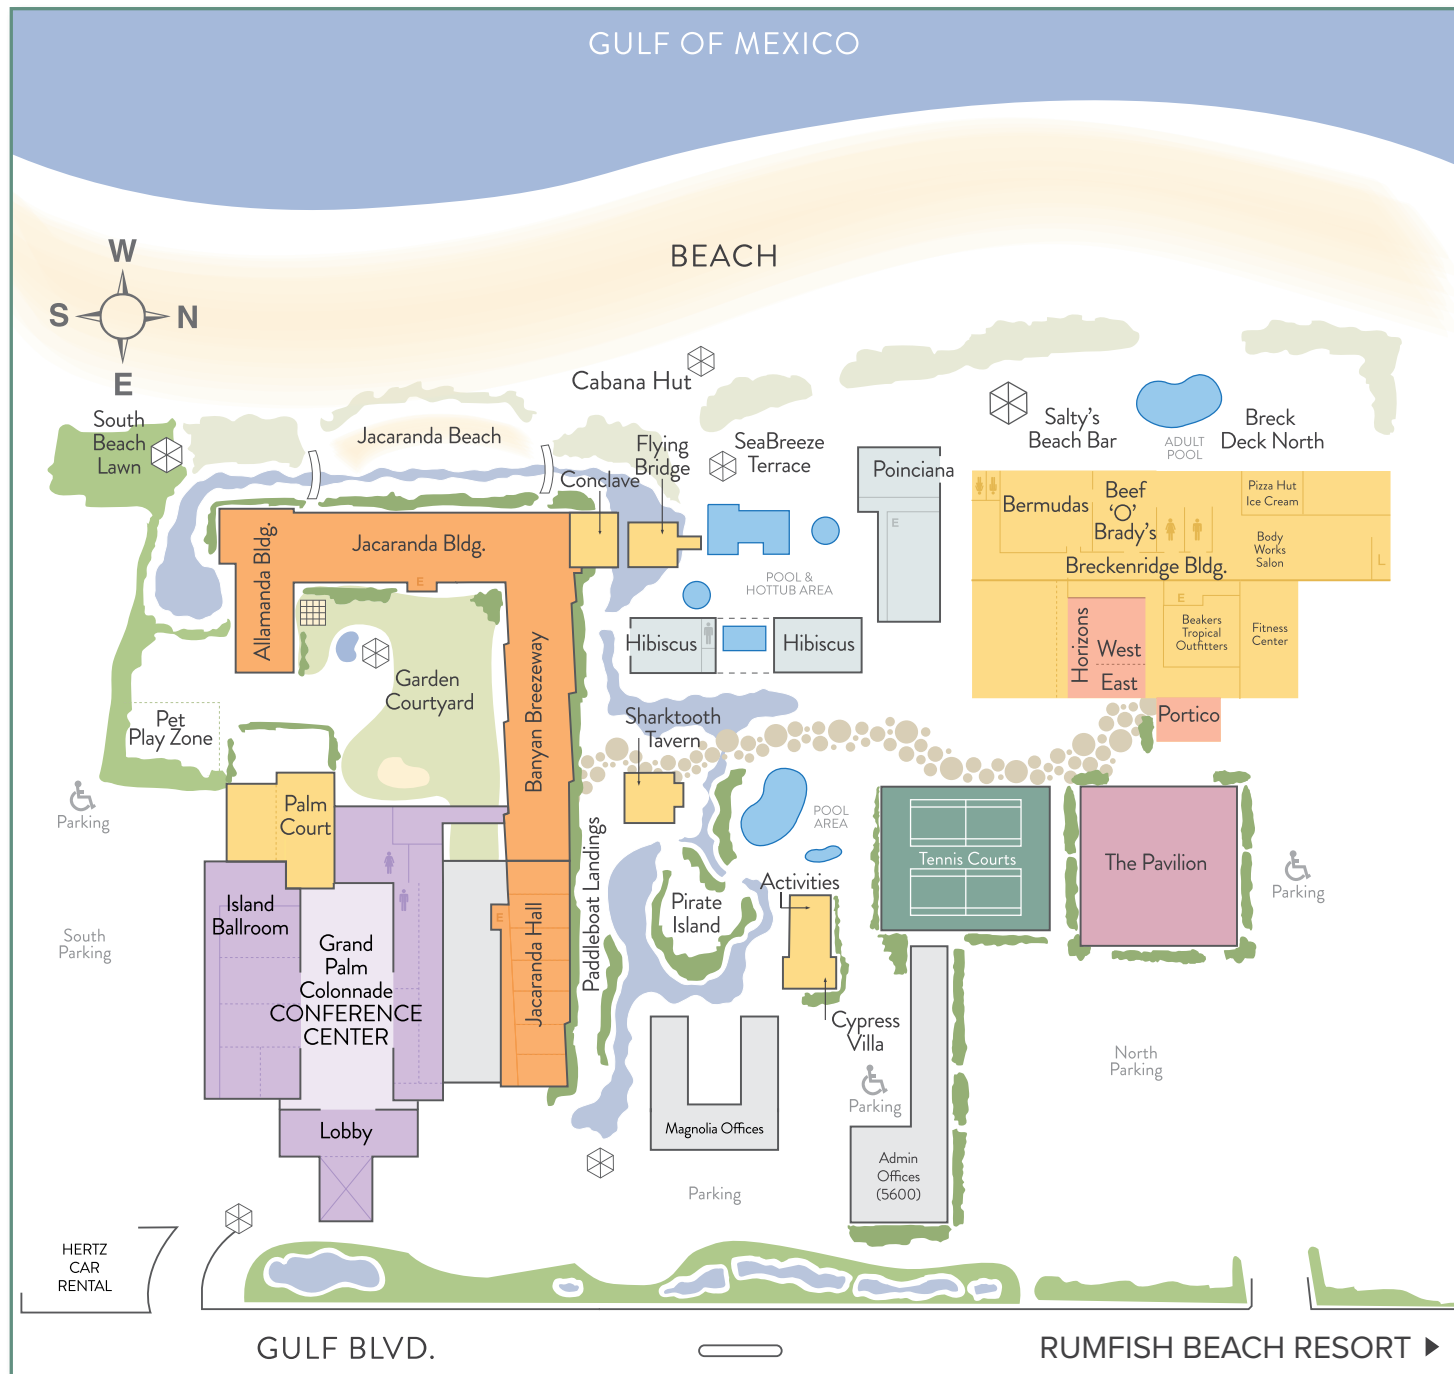 GULF OF MEXICO
BEACH
W
S
N
E
Cabana Hut
South
Beach
Lawn
Jacaranda Beach
Conclave
Flying
Bridge
SeaBreeze
Terrace
Poinciana
E
Salty's
Beach Bar
ADULT
POOL
Breck
Deck North
Bermudas
Beef
'O'
Brady's
Pizza Hut
Ice Cream
Body
Works
Salon
L
Breckenridge Bldg.
Allamanda Bldg.
Jacaranda Bldg.
E
POOL &
HOTTUB AREA
Hibiscus
Hibiscus
Horizons
West
East
E
Beakers
Tropical
Outfitters
Fitness
Center
Portico
Garden
Courtyard
Banyan Breezeway
Pet
Play Zone
Sharktooth
Tavern
Parking
Palm
Court
POOL
AREA
Paddleboat Landings
Tennis Courts
The Pavilion
Parking
Activities
Pirate
Island
Island
Ballroom
South
Parking
Grand
Palm
Colonnade
CONFERENCE
CENTER
E
Jacaranda Hall
Cypress
Villa
North
Parking
Parking
Lobby
Magnolia Offices
Admin
Offices
(5600)
Parking
HERTZ
CAR
RENTAL
GULF BLVD.
RUMFISH BEACH RESORT